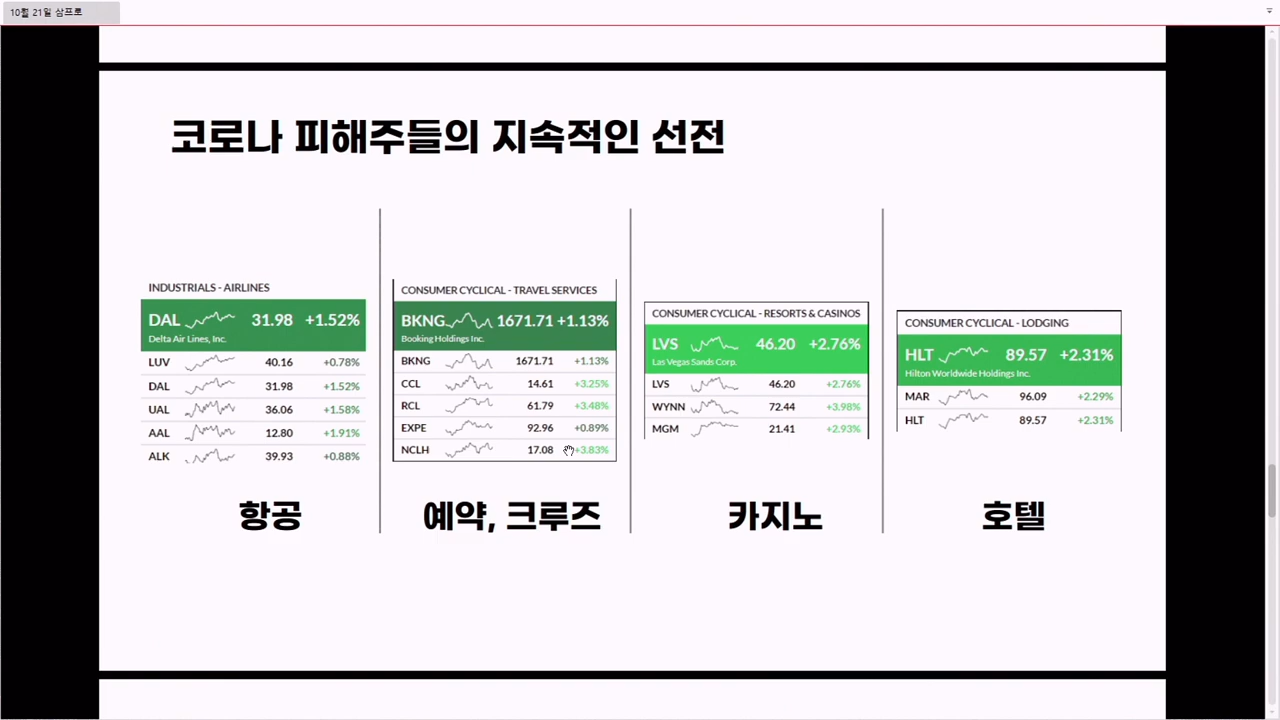 10월 21일 삼프로
코로나 피해주들의 지속적인 선전
INDUSTRIALS - AIRLINES
DAL 31.98 +1.52%
Delta Air Lines, Inc.
LUV 40.16 +0.78%
DAL 31.98 +1.52%
UAL 36.06 +1.58%
AAL 12.80 +1.91%
ALK 39.93 +0.88%
항공
CONSUMER CYCLICAL - TRAVEL SERVICES
BKNG 1671.71 +1.13%
Booking Holdings Inc.
BKNG 1671.71 +1.13%
CCL 14.61 +3.25%
RCL 61.79 +3.48%
EXPE 92.96 +0.89%
NCLH 17.08 +3.83%
예약, 크루즈
CONSUMER CYCLICAL - RESORTS & CASINOS
LVS 46.20 +2.76%
Las Vegas Sands Corp.
LVS 46.20 +2.76%
WYNN 72.44 +3.98%
MGM 21.41 +2.93%
카지노
CONSUMER CYCLICAL - LODGING
HLT 89.57 +2.31%
Hilton Worldwide Holdings Inc.
MAR 96.09 +2.29%
HLT 89.57 +2.31%
호텔